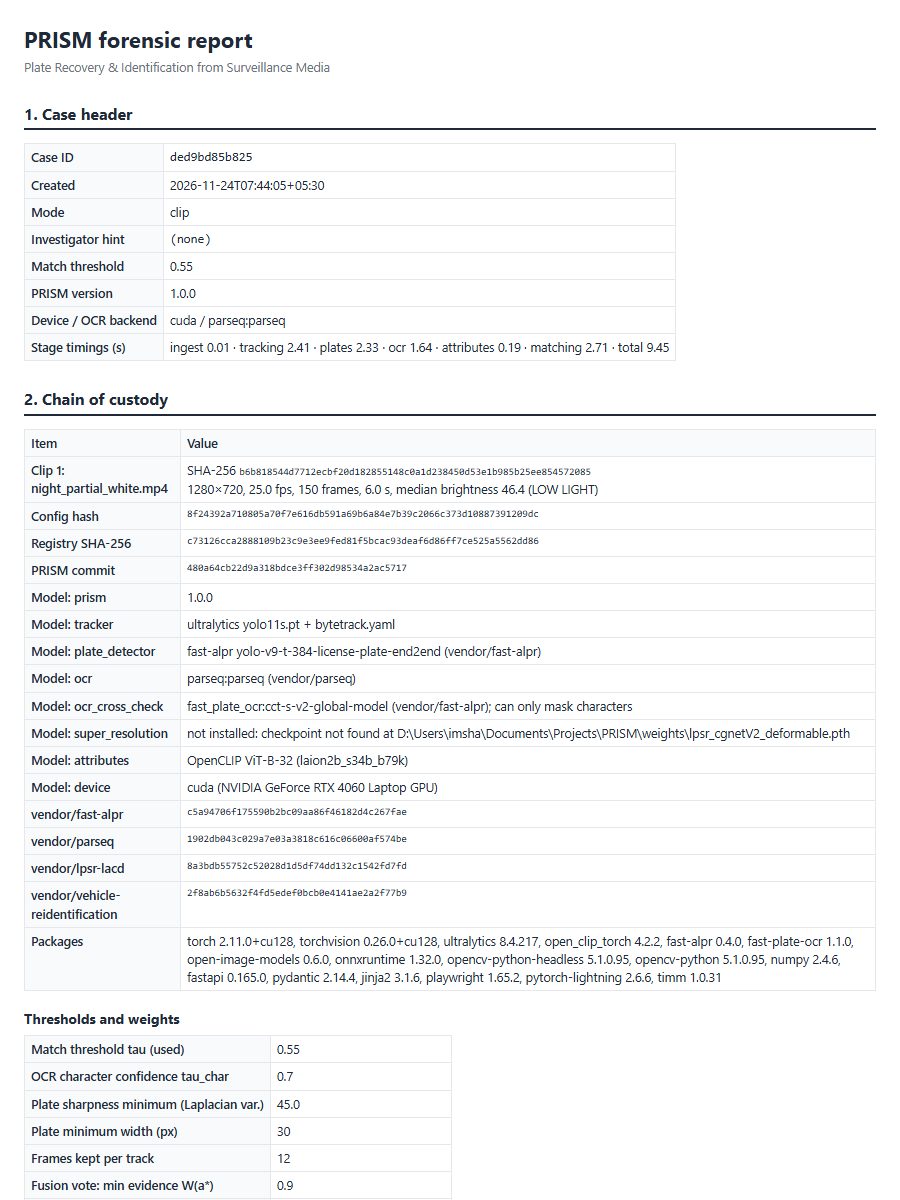 PRISM forensic report
Plate Recovery & Identification from Surveillance Media
1. Case header
Case ID ded9bd85b825
Created 2026-11-24T07:44:05+05:30
Mode clip
Investigator hint (none)
Match threshold 0.55
PRISM version 1.0.0
Device / OCR backend cuda / parseq:parseq
Stage timings (s) ingest 0.01 · tracking 2.41 · plates 2.33 · ocr 1.64 · attributes 0.19 · matching 2.71 · total 9.45
2. Chain of custody
Item Value
Clip 1: SHA-256 b6b818544d7712ecbf20d182855148c0a1d238450d53e1b985b25ee854572085
night_partial_white.mp4 1280×720, 25.0 fps, 150 frames, 6.0 s, median brightness 46.4 (LOW LIGHT)
Config hash 8f24392a710805a70f7e616db591a69b6a84e7b39c2066c373d10887391209dc
Registry SHA-256 c73126cca2888109b23c9e3ee9fed81f5bcac93deaf6d86ff7ce525a5562dd86
PRISM commit 480a64cb22d9a318bdce3ff302d98534a2ac5717
Model: prism 1.0.0
Model: tracker ultralytics yolo11s.pt + bytetrack.yaml
Model: plate_detector fast-alpr yolo-v9-t-384-license-plate-end2end (vendor/fast-alpr)
Model: ocr parseq:parseq (vendor/parseq)
Model: ocr_cross_check fast_plate_ocr:cct-s-v2-global-model (vendor/fast-alpr); can only mask characters
Model: super_resolution not installed: checkpoint not found at D:\Users\imsha\Documents\Projects\PRISM\weights\lpsr_cgnetV2_deformable.pth
Model: attributes OpenCLIP ViT-B-32 (laion2b_s34b_b79k)
Model: device cuda (NVIDIA GeForce RTX 4060 Laptop GPU)
vendor/fast-alpr c5a94706f175590b2bc09aa86f46182d4c267fae
vendor/parseq 1902db043c029a7e03a3818c616c06600af574be
vendor/lpsr-lacd 8a3bdb55752c52028d1d5df74dd132c1542fd7fd
vendor/vehicle- 2f8ab6b5632f4fd5edef0bcb0e4141ae2a2f77b9
reidentification
Packages torch 2.11.0+cu128, torchvision 0.26.0+cu128, ultralytics 8.4.217, open_clip_torch 4.2.2, fast-alpr 0.4.0, fast-plate-ocr 1.1.0,
open-image-models 0.6.0, onnxruntime 1.32.0, opencv-python-headless 5.1.0.95, opencv-python 5.1.0.95, numpy 2.4.6,
fastapi 0.165.0, pydantic 2.14.4, jinja2 3.1.6, playwright 1.65.2, pytorch-lightning 2.6.6, timm 1.0.31
Thresholds and weights
Match threshold tau (used) 0.55
OCR character confidence tau_char 0.7
Plate sharpness minimum (Laplacian var.) 45.0
Plate minimum width (px) 30
Frames kept per track 12
Fusion vote: min evidence W(a*) 0.9